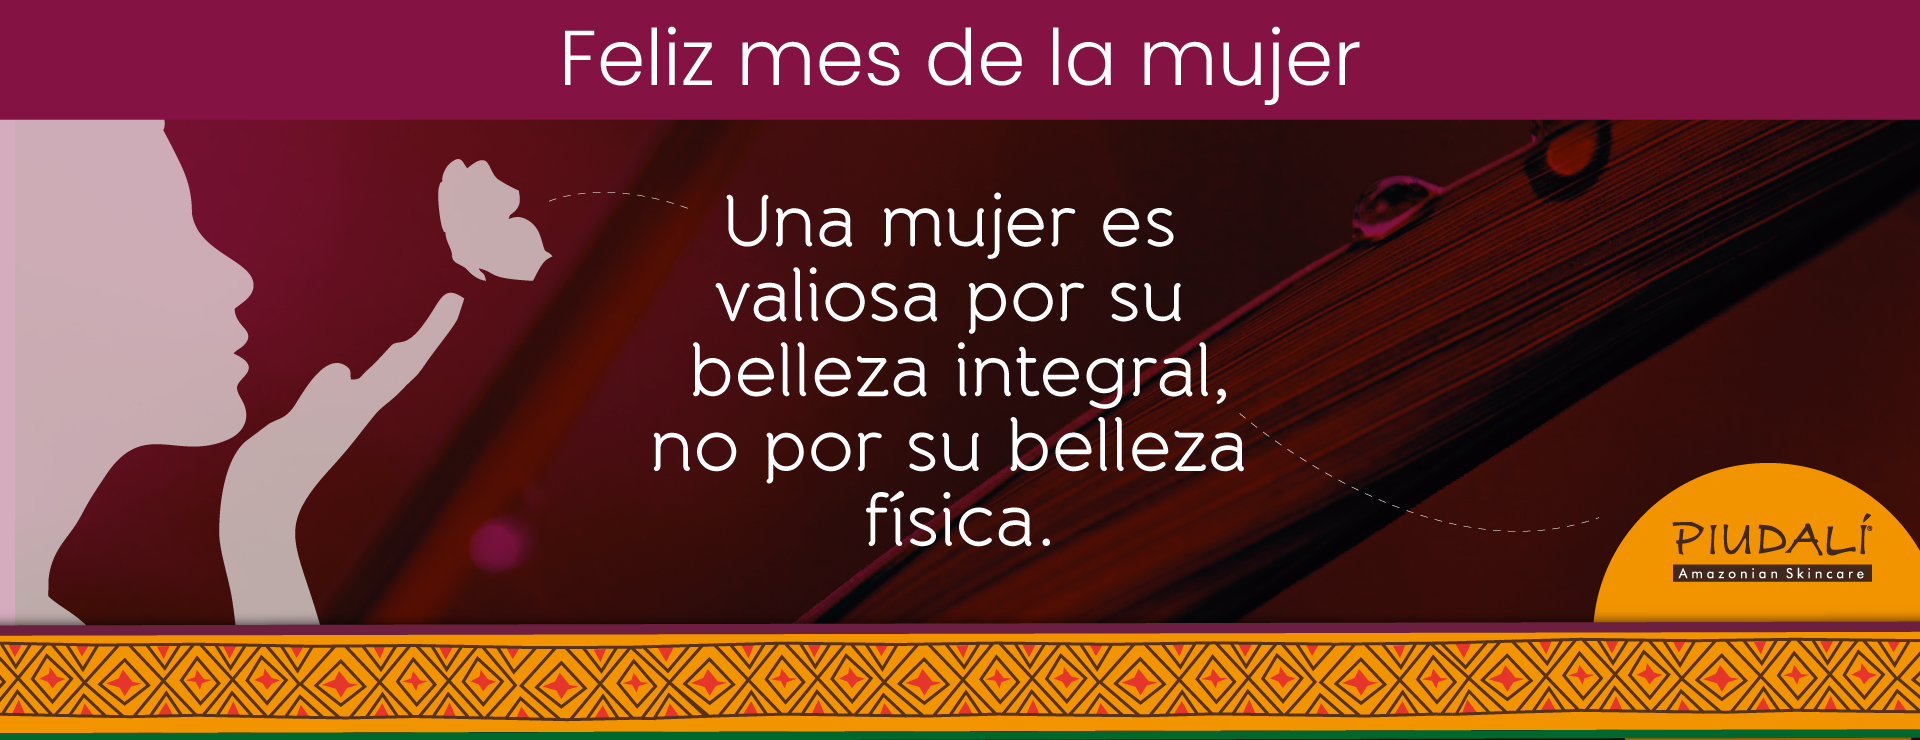 Feliz mes de la mujer
Una mujer es
valiosa por su
belleza integral,
no por su belleza
física.
PIUDALÍ®
Amazonian Skincare